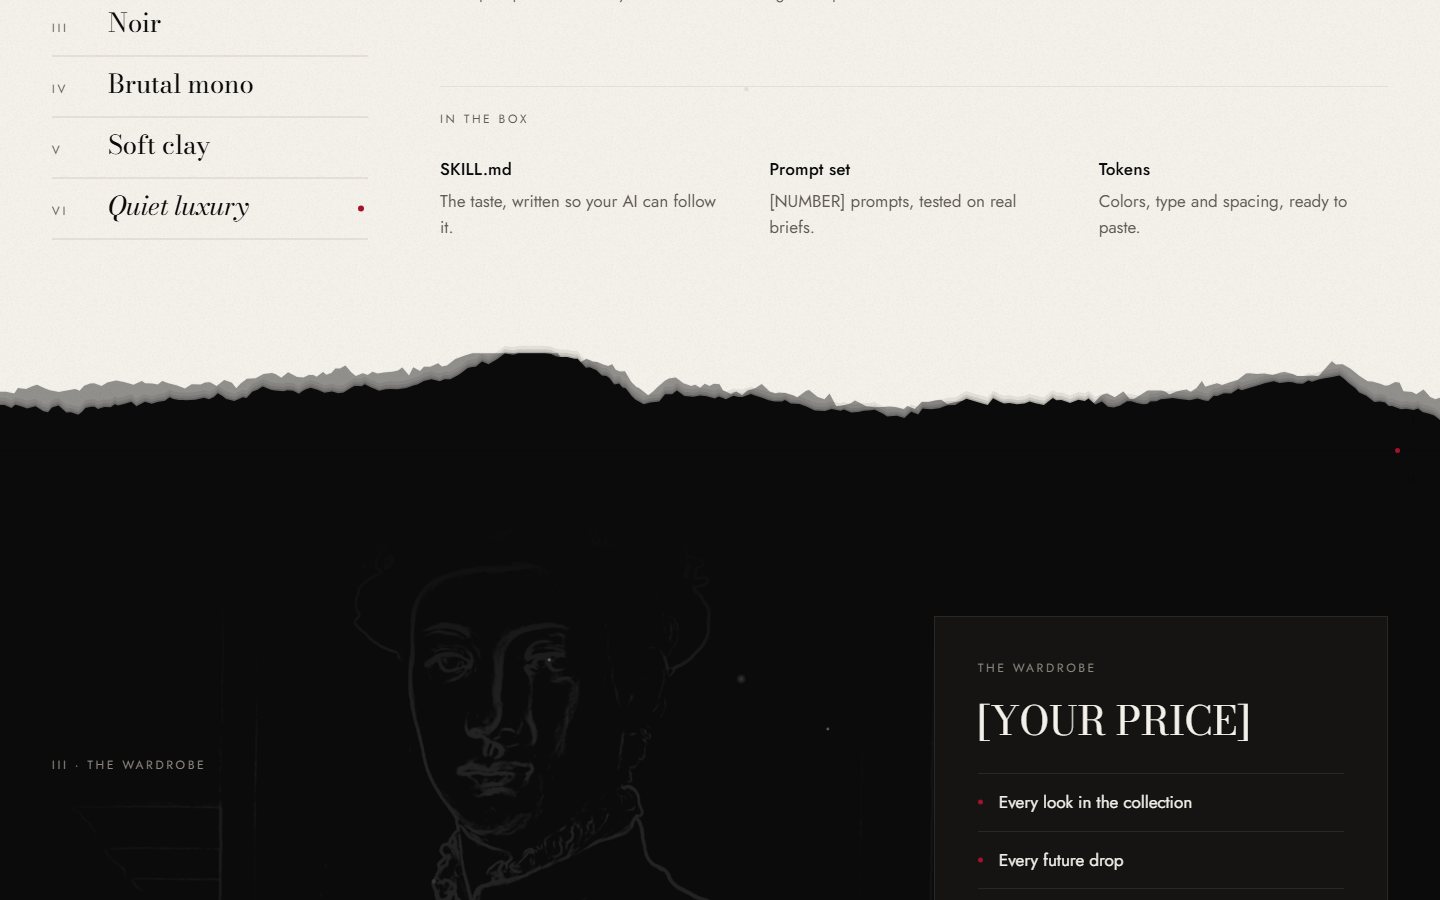 III Noir
IV Brutal mono
V Soft clay
VI Quiet luxury
IN THE BOX
SKILL.md
The taste, written so your AI can follow
it.
Prompt set
[NUMBER] prompts, tested on real
briefs.
Tokens
Colors, type and spacing, ready to
paste.
III · THE WARDROBE
THE WARDROBE
[YOUR PRICE]
Every look in the collection
Every future drop